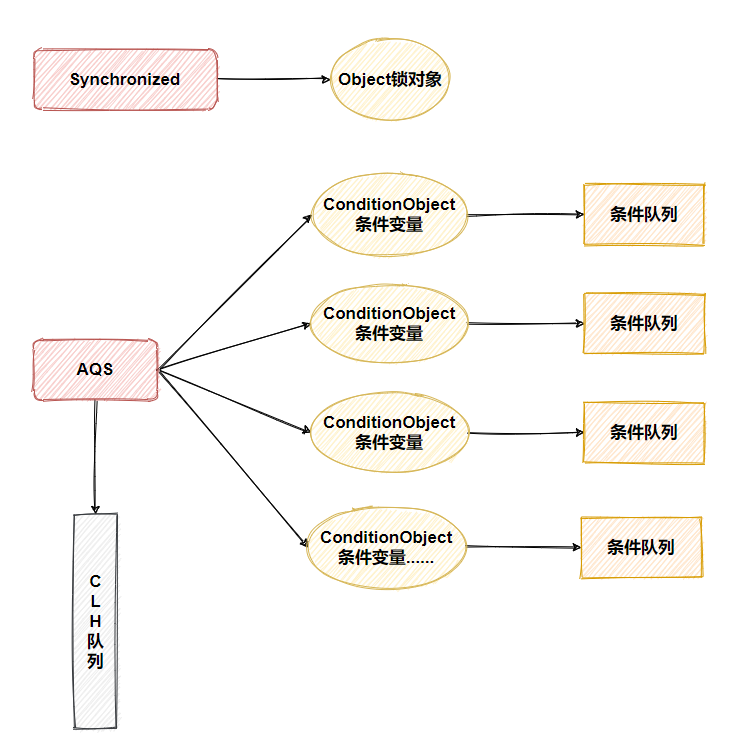 Synchronized
Object锁对象
ConditionObject
条件变量
条件队列
ConditionObject
条件变量
条件队列
AQS
ConditionObject
条件变量
条件队列
ConditionObject
条件变量......
条件队列
C
L
H
队
列